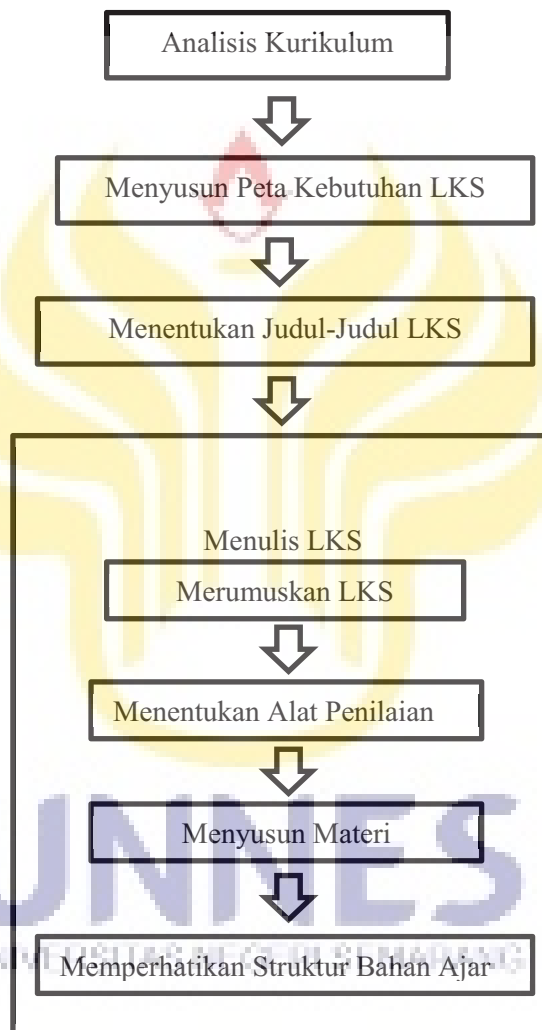 Analisis Kurikulum
Menyusun Peta Kebutuhan LKS
Menentukan Judul-Judul LKS
Menulis LKS
Merumuskan LKS
Menentukan Alat Penilaian
Menyusun Materi
UNNES
Memperhatikan Struktur Bahan Ajar